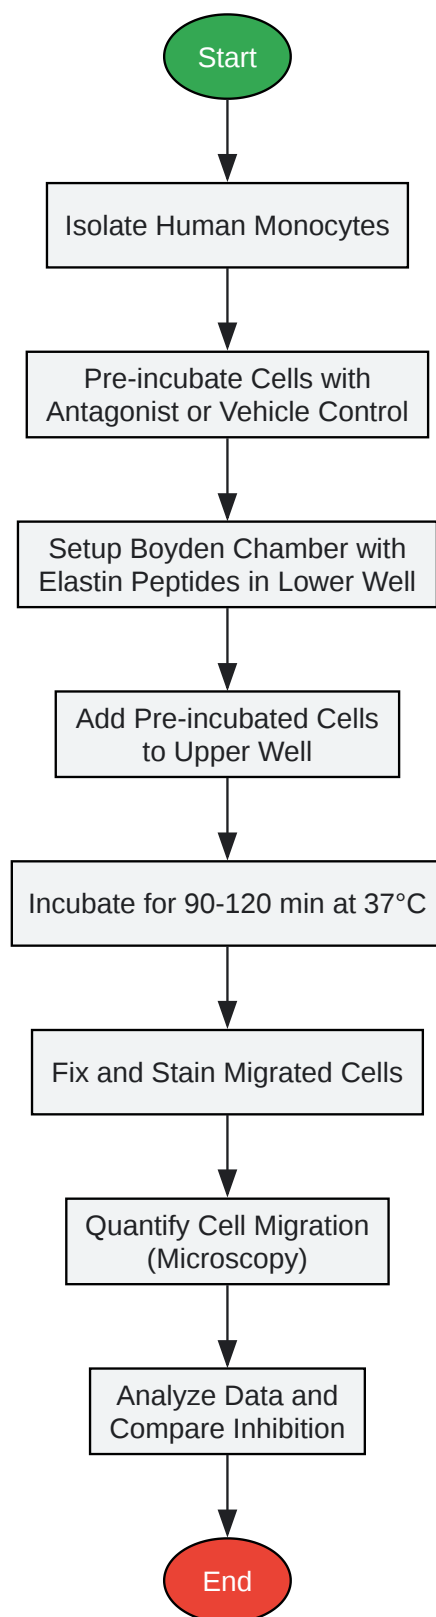 Start
Isolate Human Monocytes
Pre-incubate Cells with
Antagonist or Vehicle Control
Setup Boyden Chamber with
Elastin Peptides in Lower Well
Add Pre-incubated Cells
to Upper Well
Incubate for 90-120 min at 37°C
Fix and Stain Migrated Cells
Quantify Cell Migration
(Microscopy)
Analyze Data and
Compare Inhibition
End